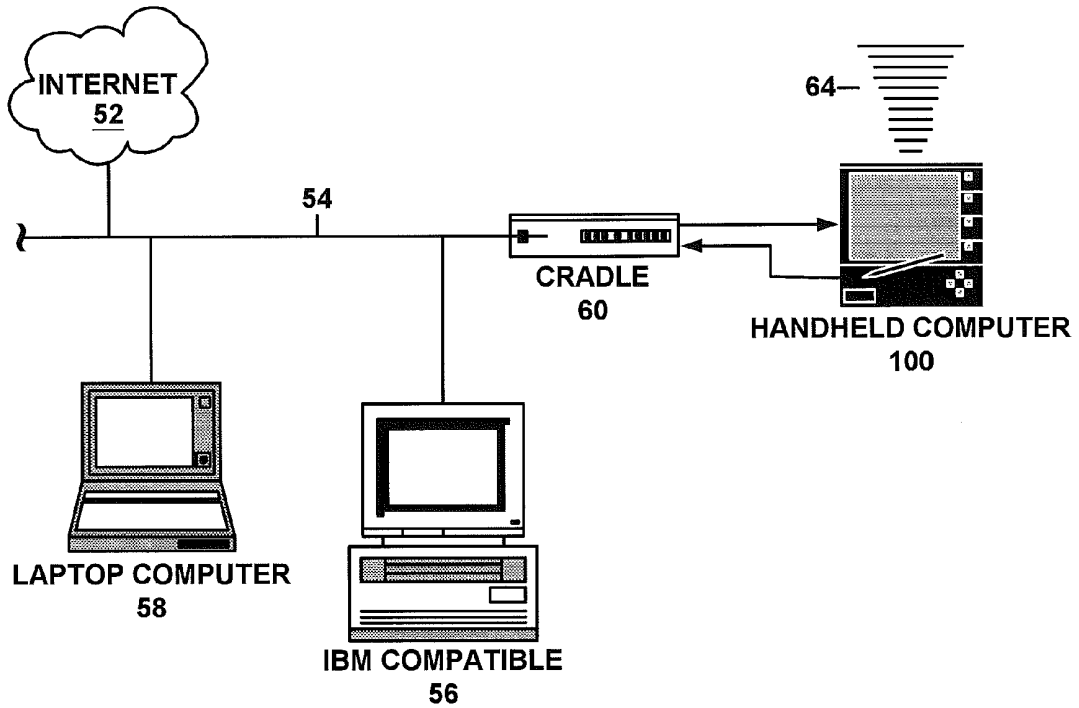 INTERNET
52
64
54
CRADLE
60
HANDHELD COMPUTER
100
LAPTOP COMPUTER
58
IBM COMPATIBLE
56